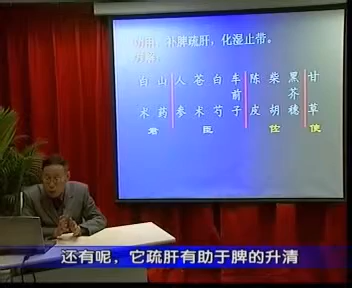 功用：补脾疏肝，化湿止带。
方解：
白 山 人 苍 白 车前 陈 柴 黑芥 甘
术 药 参 术 芍 子 皮 胡 穗 草
君 臣 佐 使
还有呢，它疏肝有助于脾的升清